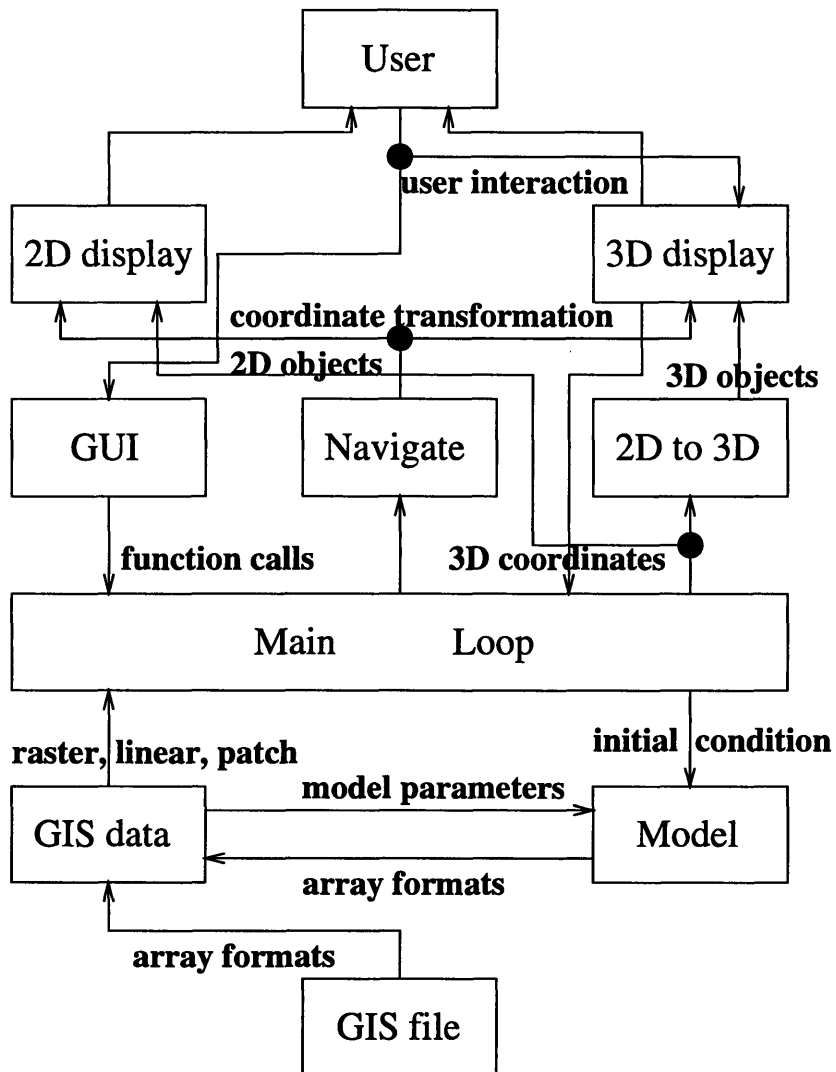 User
user interaction
2D display
3D display
coordinate transformation
2D objects
3D objects
GUI
Navigate
2D to 3D
function calls
3D coordinates
Main Loop
raster, linear, patch
initial condition
model parameters
GIS data
Model
array formats
array formats
GIS file